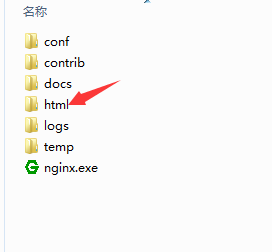 名称
conf
contrib
docs
html
logs
temp
nginx.exe